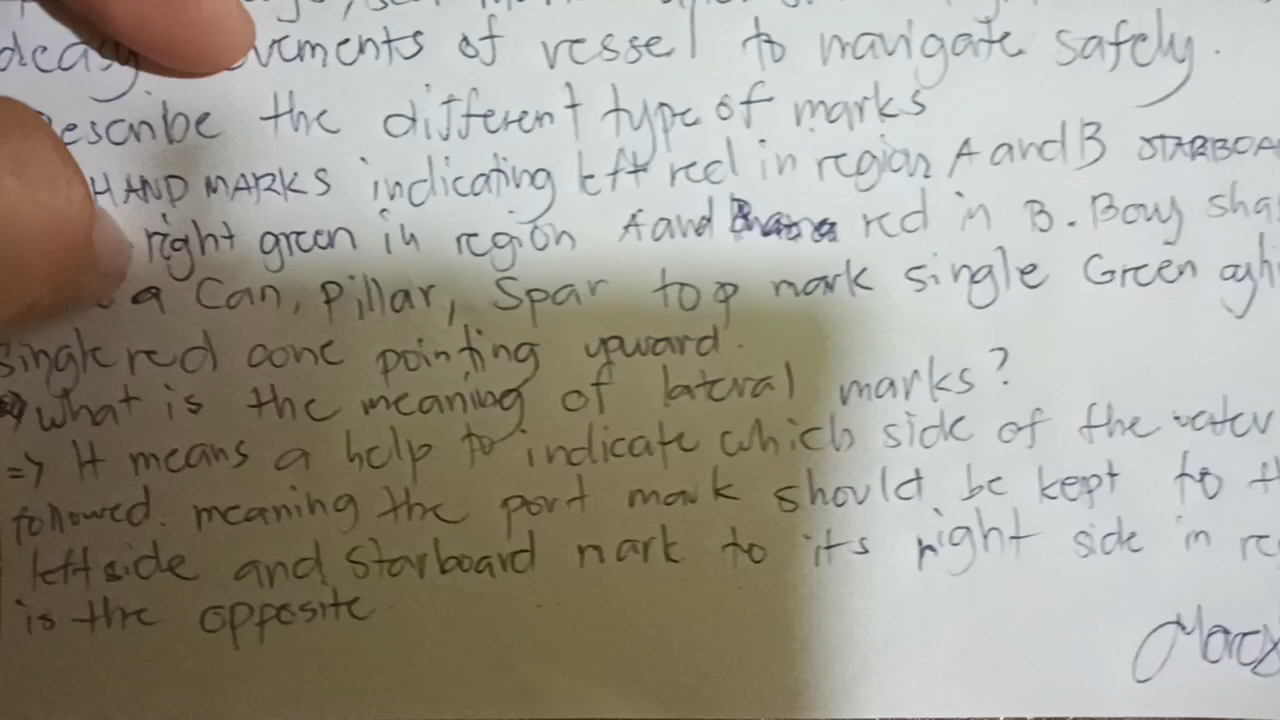 of vessel to navigate safely.
escribe the different type of marks
HAND MARKS indicating left red in region A and B STARBOA
right green in region A and red in B. Bouy sha
a Can, pillar, Spar top mark single Green
single red cone pointing upward.
What is the meaning of lateral marks?
=> It means a help to indicate which side of the water
followed. meaning the port mark should be kept to th
left side and starboard mark to its right side in re
is the opposite